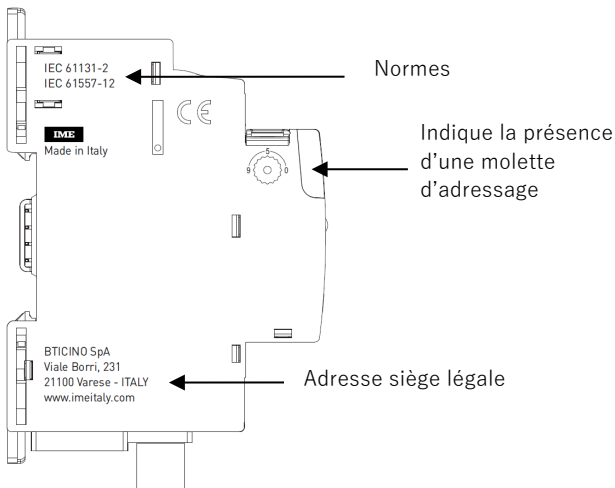 IEC 61131-2
IEC 61557-12
Normes
IME
Made in Italy
CE
Indique la présence
d'une molette
d'adressage
5
9
0
BTICINO SpA
Viale Borri, 231
21100 Varese - ITALY
www.imeitaly.com
Adresse siège légale